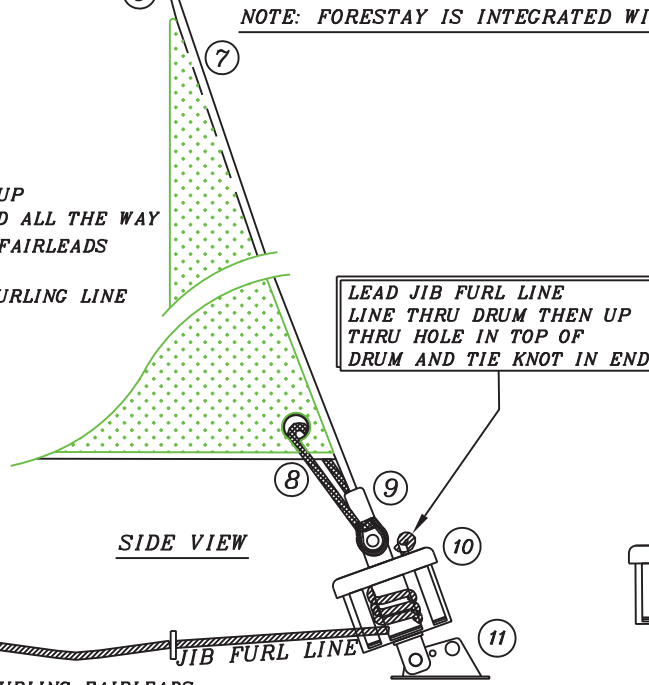 NOTE: FORESTAY IS INTEGRATED
7
UP
ALL THE WAY
FAIRLEADS
LINE
LEAD JIB FURL LINE
LINE THRU DRUM THEN UP
THRU HOLE IN TOP OF
DRUM AND TIE KNOT IN END
8
9
SIDE VIEW
10
11
JIB FURL LINE
FAIRLEADS